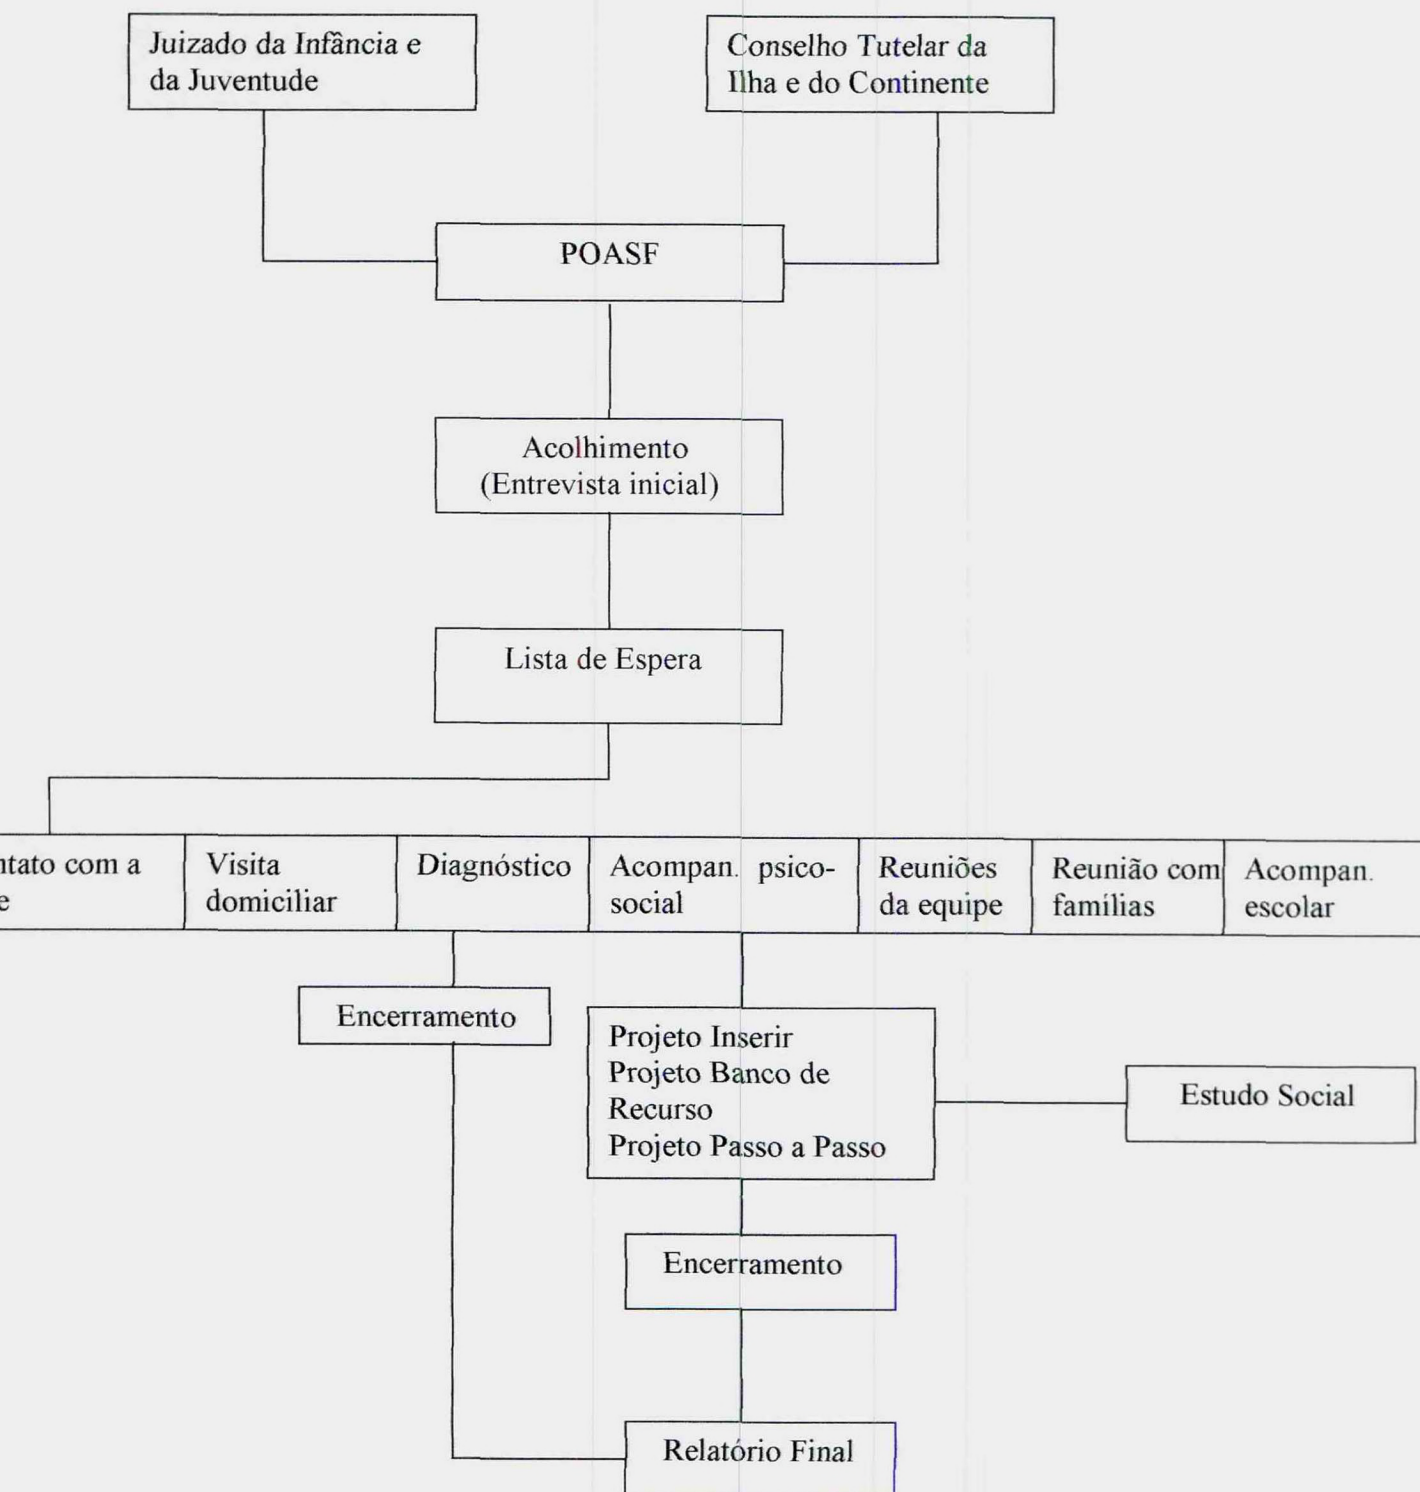 Juizado da Infância e
da Juventude
Conselho Tutelar da
Ilha e do Continente
POASF
Acolhimento
(Entrevista inicial)
Lista de Espera
com a
Visita
domiciliar
Diagnóstico
Acompan. psico-
social
Reuniões
da equipe
Reunião com
famílias
Acompan.
escolar
Encerramento
Projeto Inserir
Projeto Banco de
Recurso
Projeto Passo a Passo
Estudo Social
Encerramento
Relatório Final